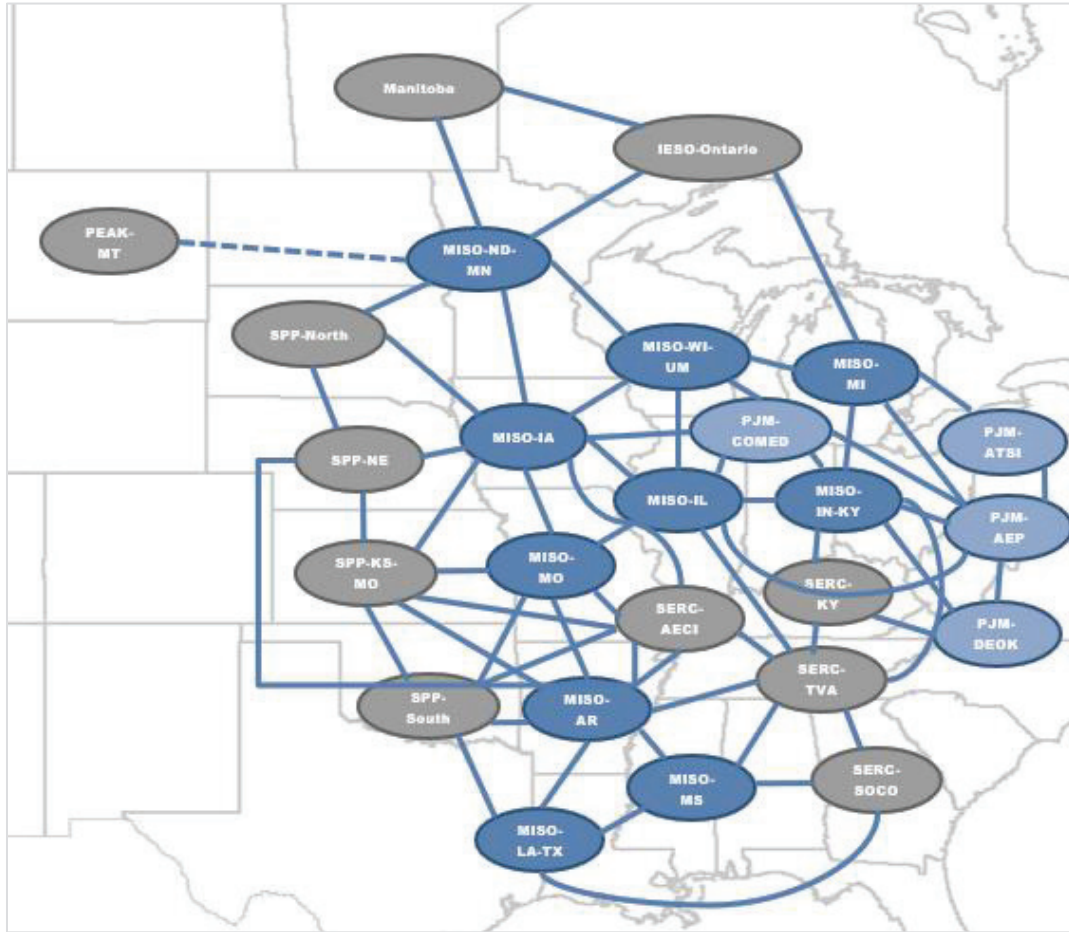 Manitoba
IESO-Ontario
PEAK-
MT
MISO-ND-
MN
SPP-North
MISO-WI-
UM
MISO-
MI
MISO-IA
PJM-
COMED
PJM-
ATSI
SPP-NE
MISO-IL
MISO-
IN-KY
PJM-
AEP
SPP-KS-
MO
MISO-
MO
SERC-
KY
SERC-
AECI
PJM-
DEOK
SERC-
TVA
SPP-
South
MISO-
AR
MISO-
MS
SERC-
SOCO
MISO-
LA-TX